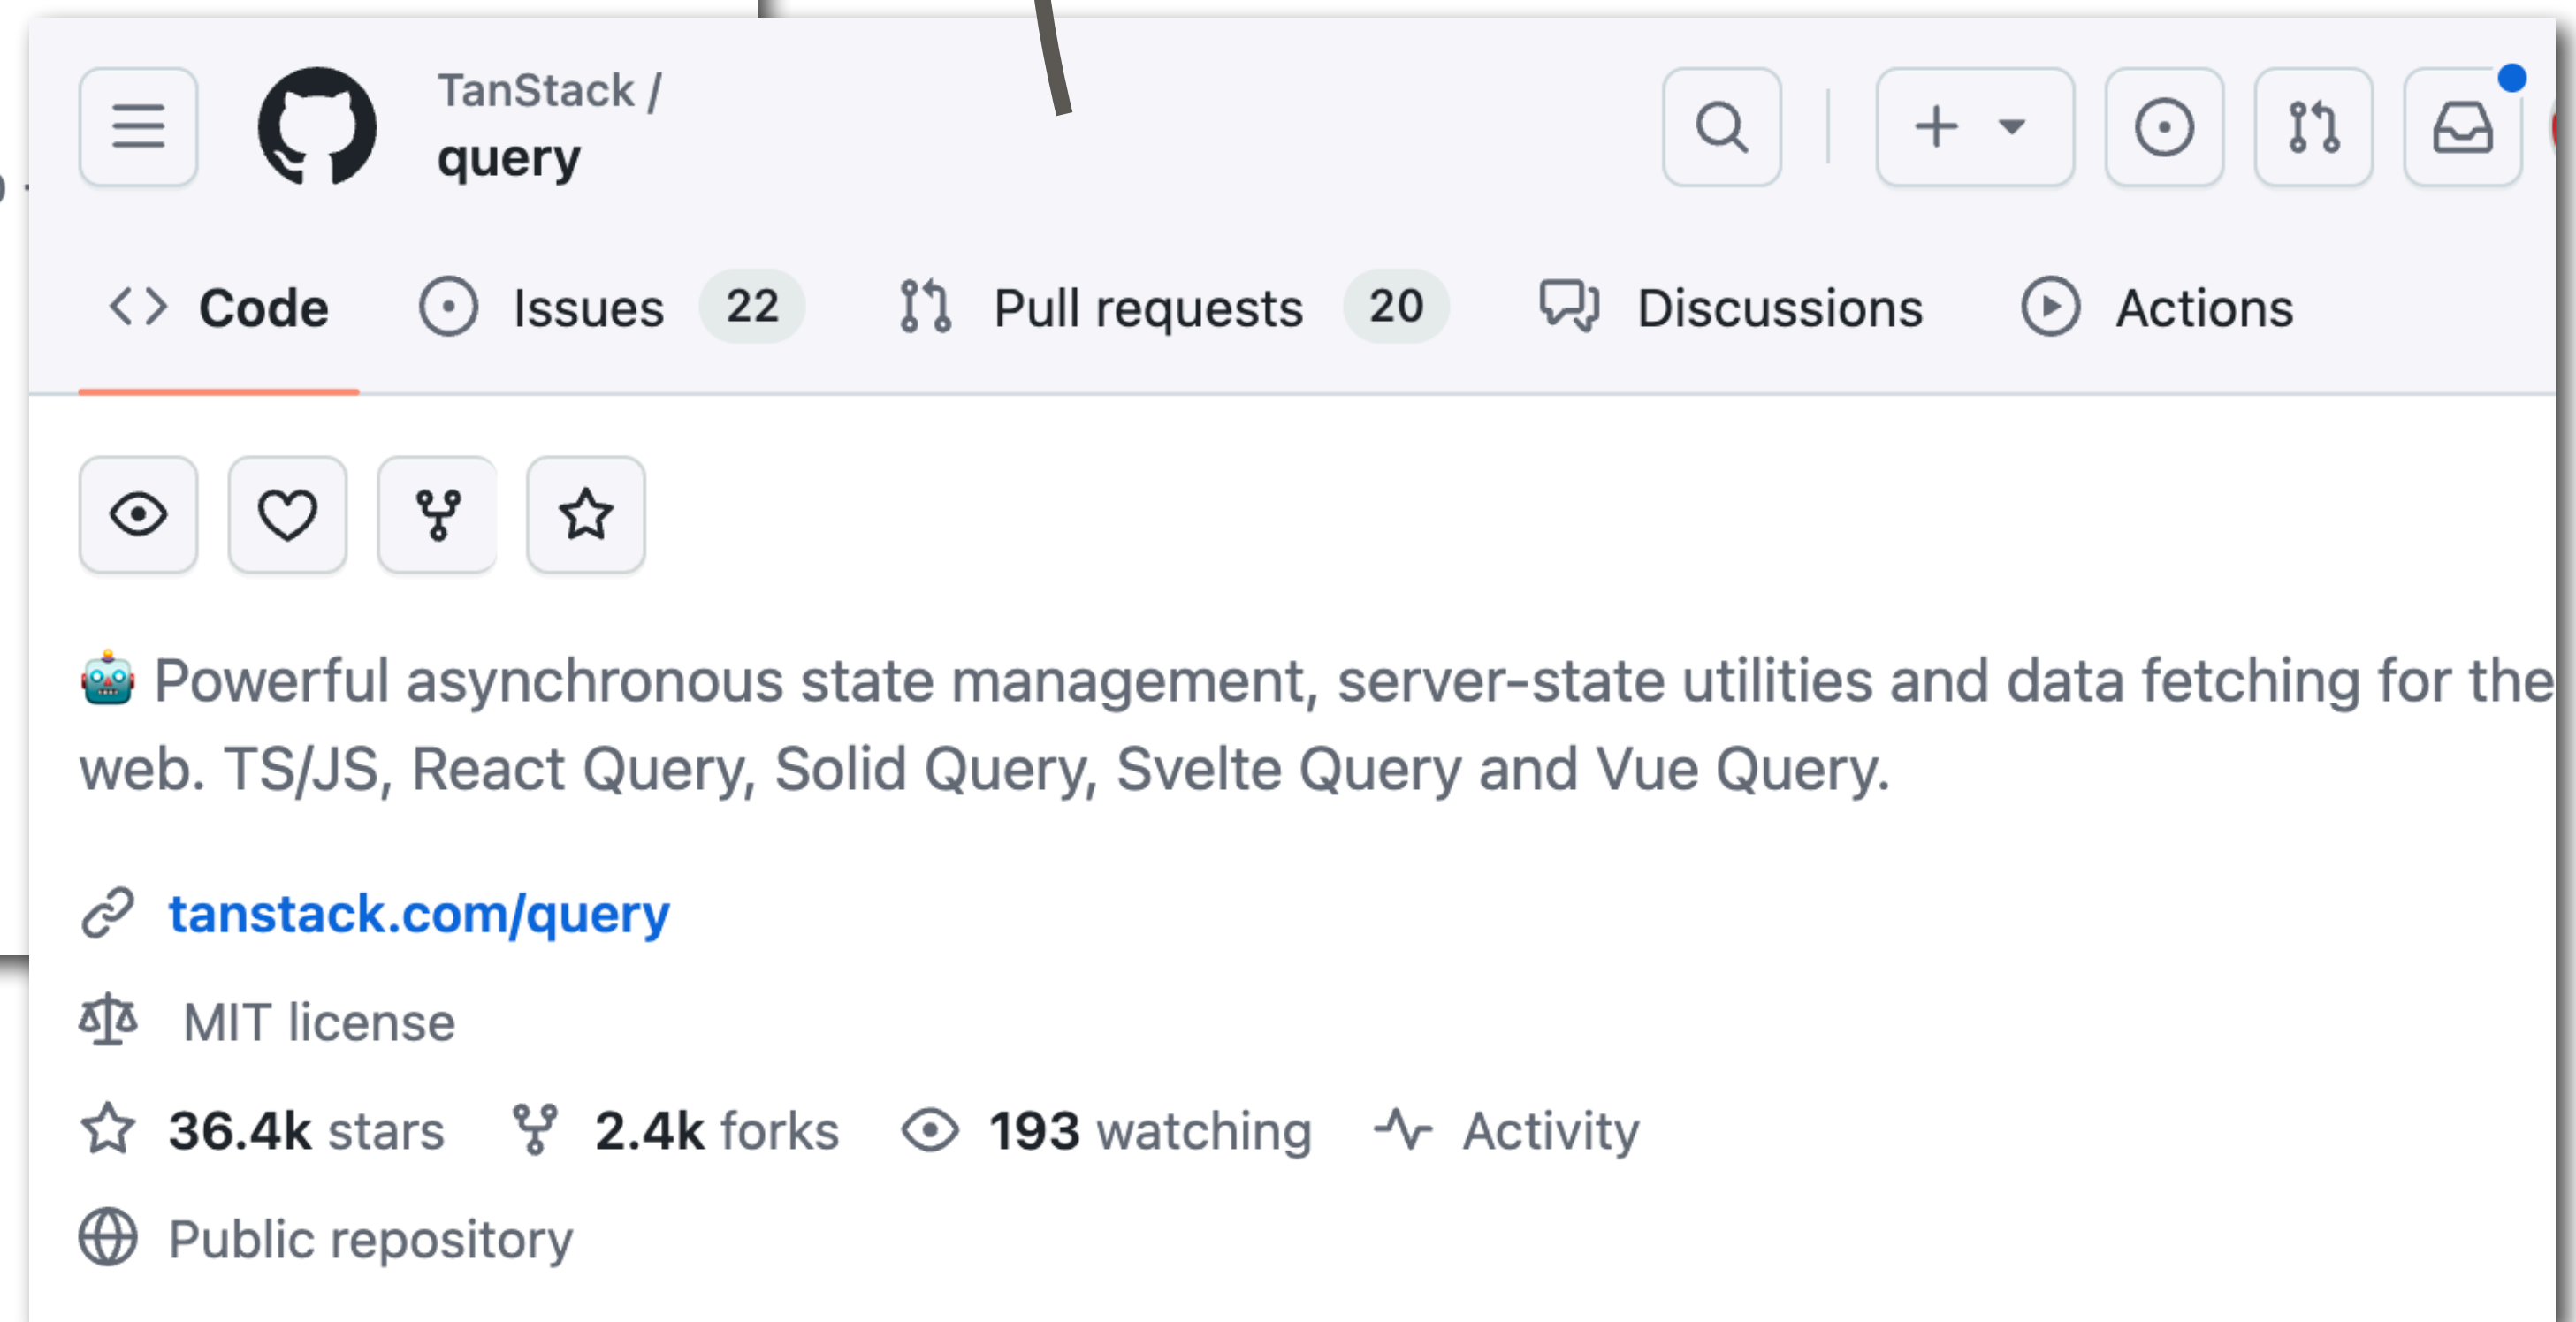 TanStack /
query
Code Issues 22 Pull requests 20 Discussions Actions
Powerful asynchronous state management, server-state utilities and data fetching for the
web. TS/JS, React Query, Solid Query, Svelte Query and Vue Query.
tanstack.com/query
MIT license
36.4k stars 2.4k forks 193 watching Activity
Public repository